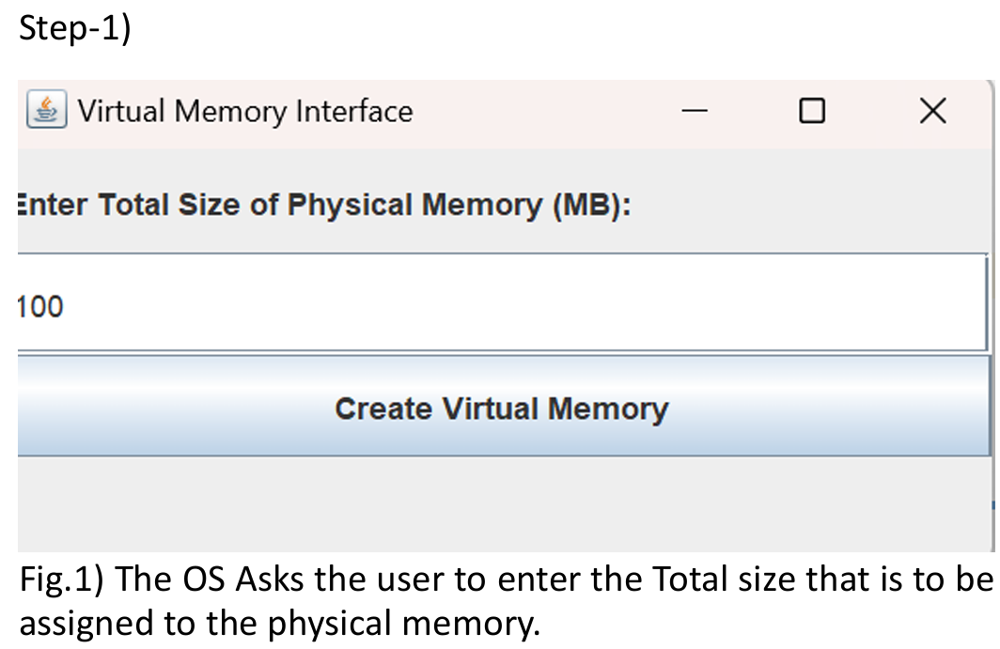 Step-1)
Virtual Memory Interface
Enter Total Size of Physical Memory (MB):
100
Create Virtual Memory
Fig.1) The OS Asks the user to enter the Total size that is to be
assigned to the physical memory.